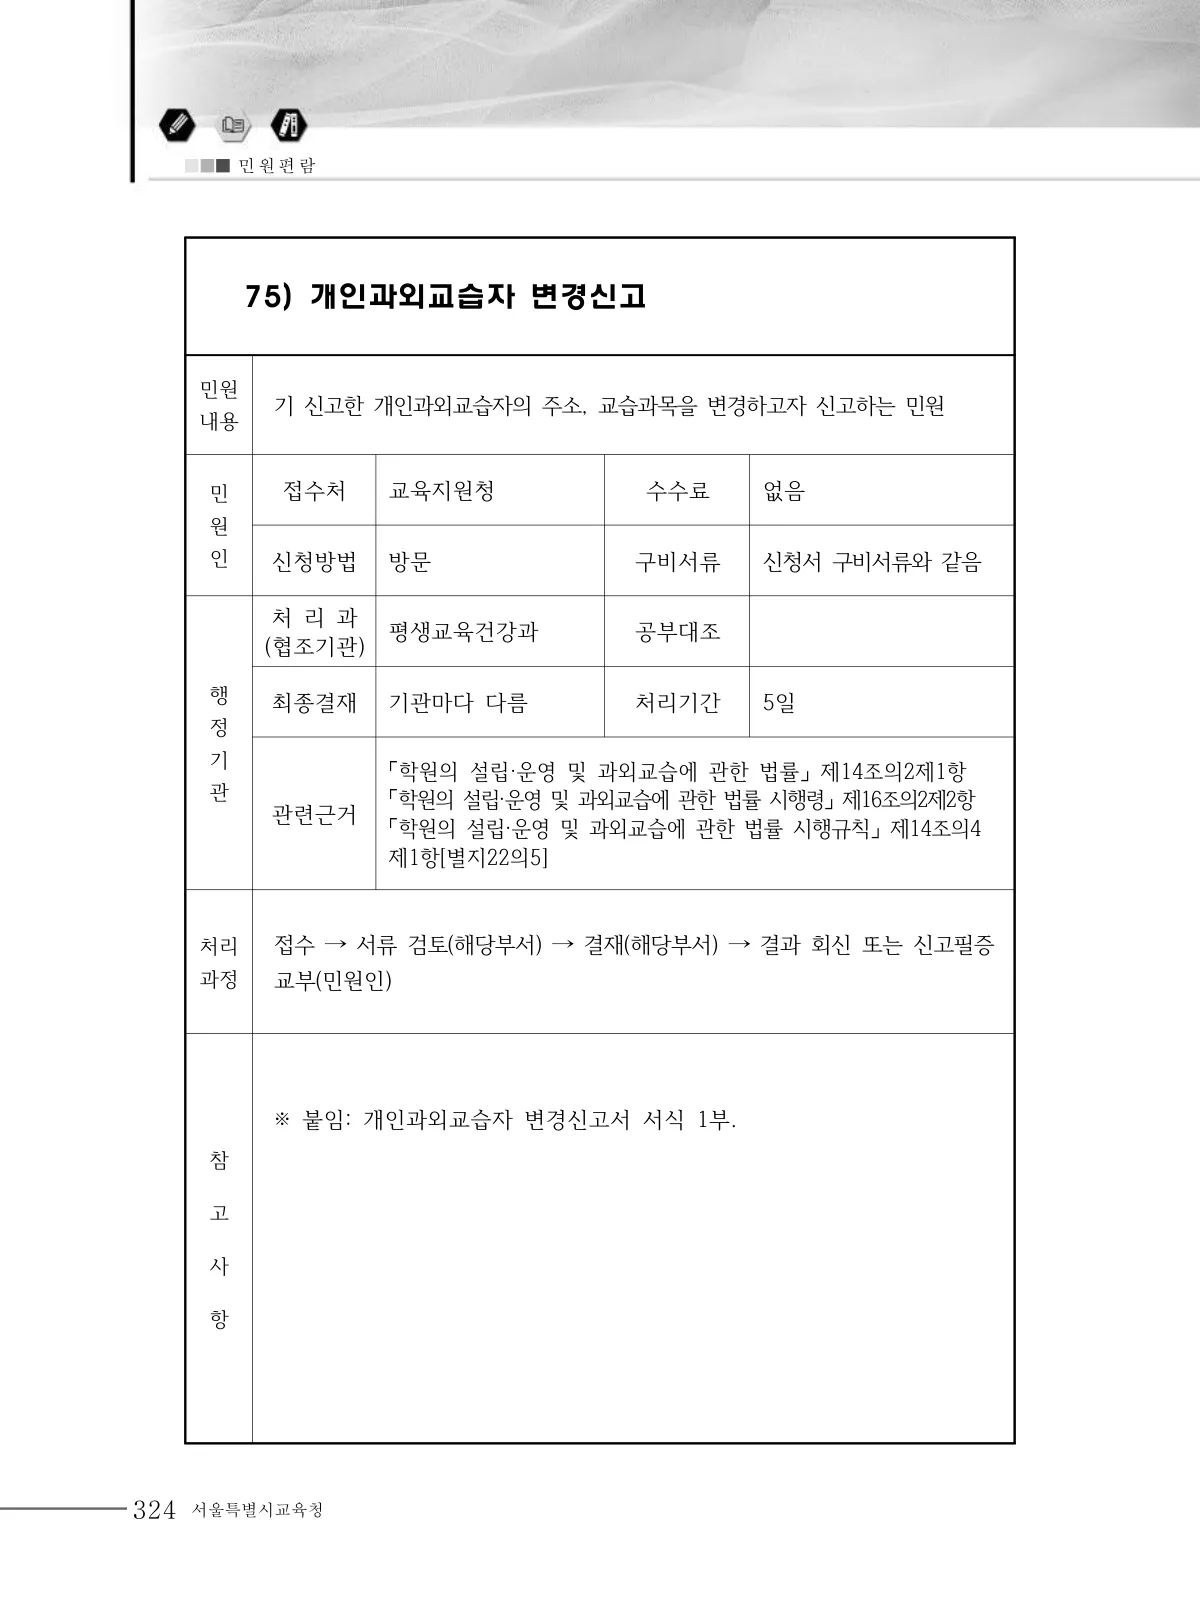 민원편람
75) 개인과외교습자 변경신고
민원
내용
기 신고한 개인과외교습자의 주소, 교습과목을 변경하고자 신고하는 민원
민
원
인
접수처
교육지원청
수수료
없음
신청방법
방문
구비서류
신청서 구비서류와 같음
행
정
기
관
처 리 과
(협조기관)
평생교육건강과
공부대조
최종결재
기관마다 다름
처리기간
5일
관련근거
「학원의 설립·운영 및 과외교습에 관한 법률」 제14조의2제1항
「학원의 설립·운영 및 과외교습에 관한 법률 시행령」 제16조의2제2항
「학원의 설립·운영 및 과외교습에 관한 법률 시행규칙」 제14조의4
제1항[별지22의5]
처리
과정
접수 → 서류 검토(해당부서) → 결재(해당부서) → 결과 회신 또는 신고필증
교부(민원인)
참
고
사
항
※ 붙임: 개인과외교습자 변경신고서 서식 1부.
324 서울특별시교육청